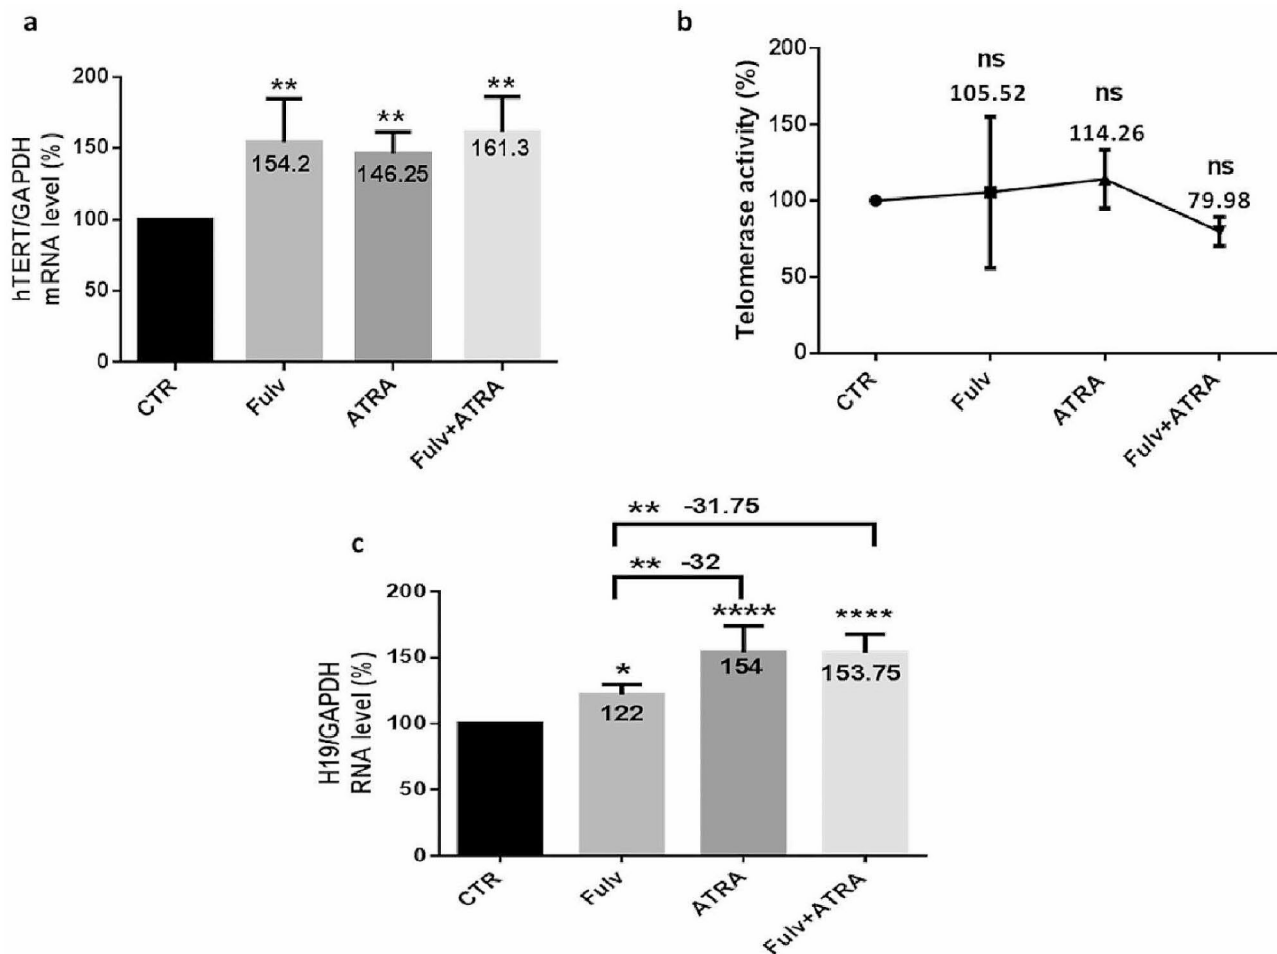 a
hTERT/GAPDH
mRNA level (%)
200
150
100
50
0
**
**
**
154.2
146.25
161.3
CTR
Fulv
ATRA
Fulv+ATRA
b
Telomerase activity (%)
200
150
100
50
0
ns
105.52
ns
114.26
ns
79.98
CTR
Fulv
ATRA
Fulv+ATRA
c
H19/GAPDH
RNA level (%)
200
150
100
50
0
** -31.75
** -32
*
****
****
122
154
153.75
CTR
Fulv
ATRA
Fulv+ATRA